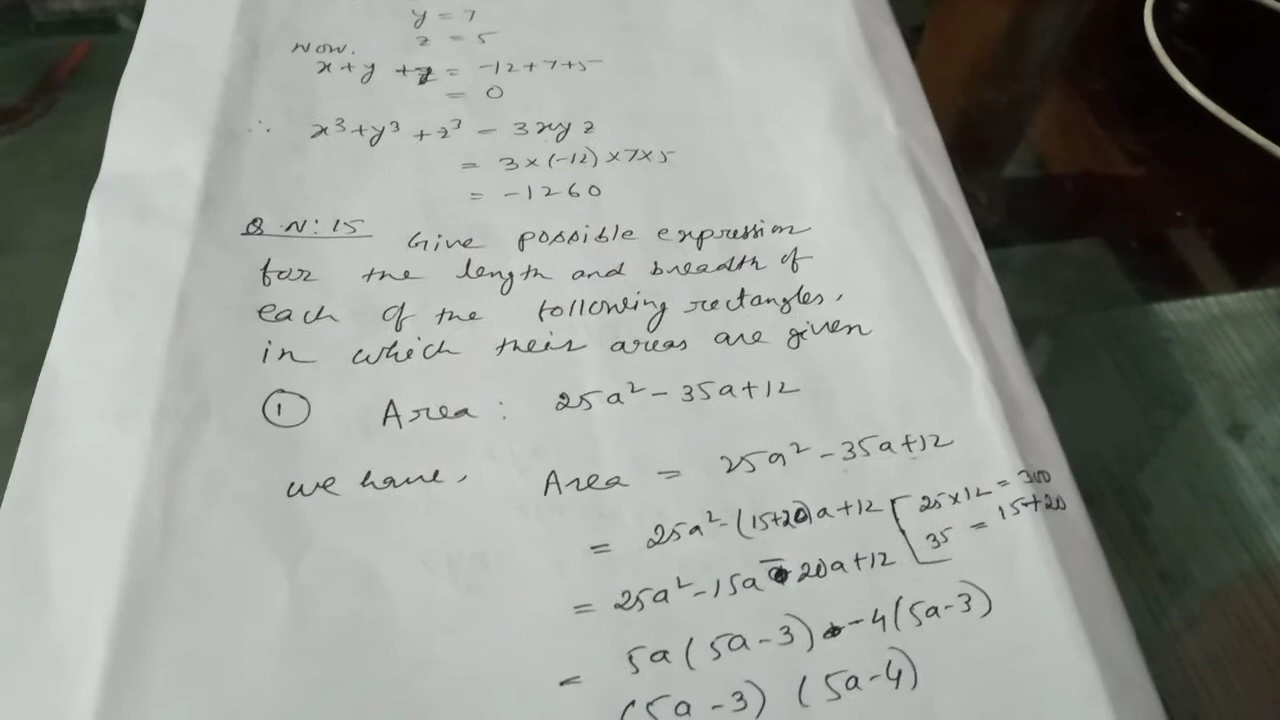 y = 7
z = 5
Now.
x+y +z = -12+7+5
= 0
∴ x³+y³+z³ - 3xyz
= 3×(-12)×7×5
= -1260
Q.N:15 Give possible expression
for the length and breadth of
each of the following rectangles,
in which their areas are given
① Area : 25a²-35a+12
we have, Area = 25a²-35a+12
= 25a²-(15+20)a+12 [25×12 = 300
35 = 15+20
= 25a²-15a-20a+12
= 5a(5a-3)-4(5a-3)
(5a-3) (5a-4)